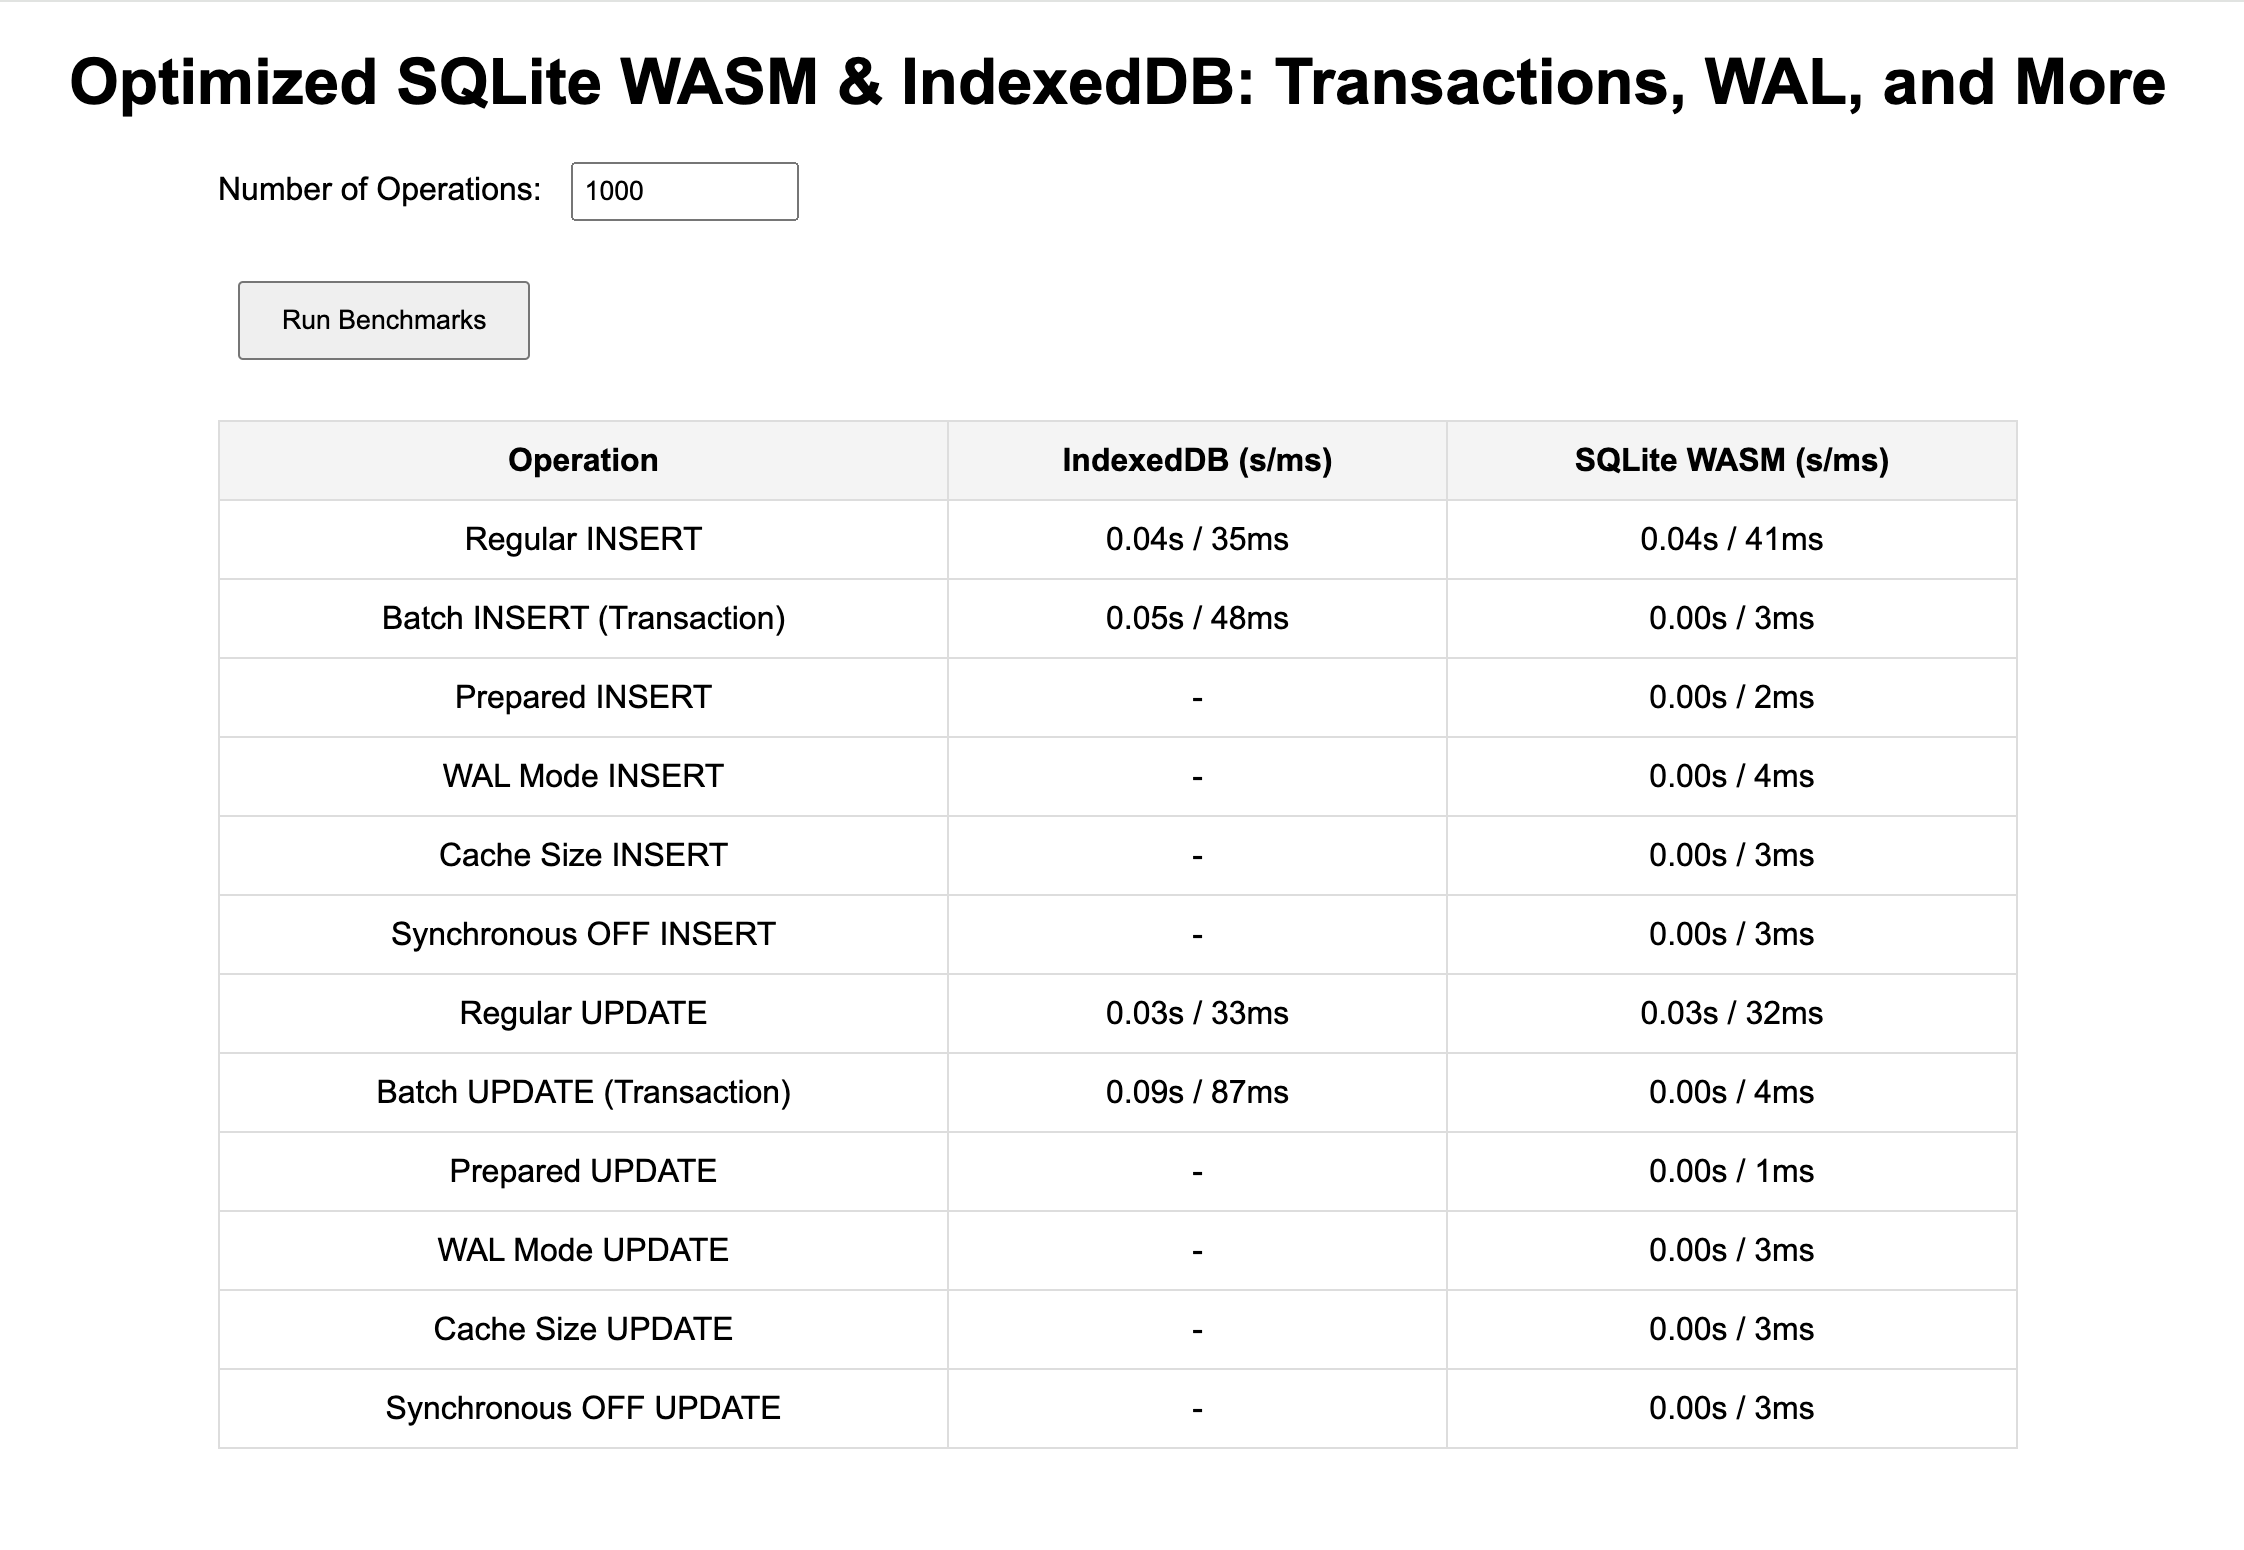 Optimized SQLite WASM & IndexedDB: Transactions, WAL, and More
Number of Operations: 1000
Run Benchmarks
Operation IndexedDB (s/ms) SQLite WASM (s/ms)
Regular INSERT 0.04s / 35ms 0.04s / 41ms
Batch INSERT (Transaction) 0.05s / 48ms 0.00s / 3ms
Prepared INSERT - 0.00s / 2ms
WAL Mode INSERT - 0.00s / 4ms
Cache Size INSERT - 0.00s / 3ms
Synchronous OFF INSERT - 0.00s / 3ms
Regular UPDATE 0.03s / 33ms 0.03s / 32ms
Batch UPDATE (Transaction) 0.09s / 87ms 0.00s / 4ms
Prepared UPDATE - 0.00s / 1ms
WAL Mode UPDATE - 0.00s / 3ms
Cache Size UPDATE - 0.00s / 3ms
Synchronous OFF UPDATE - 0.00s / 3ms